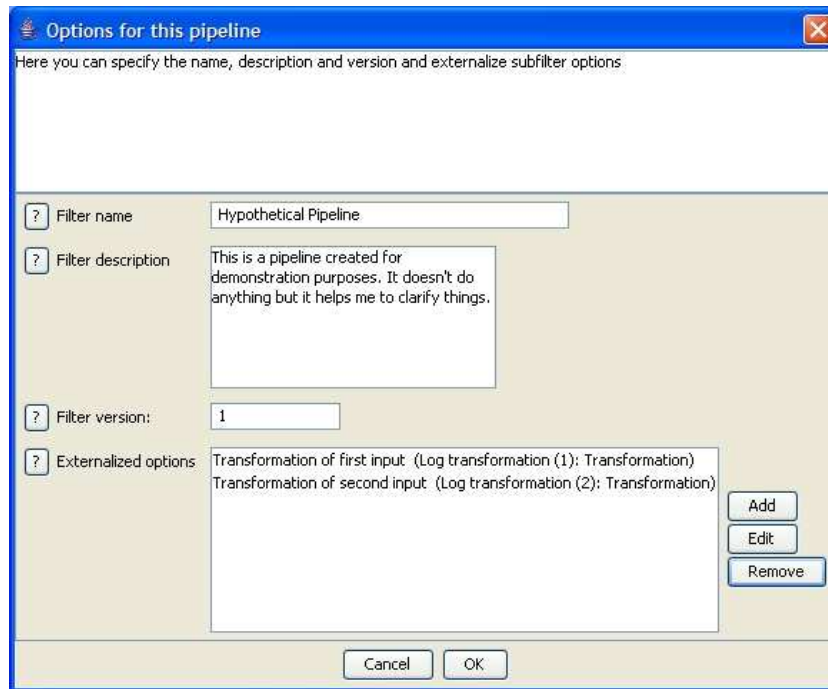 Options for this pipeline
Here you can specify the name, description and version and externalize subfilter options
? Filter name Hypothetical Pipeline
? Filter description
This is a pipeline created for
demonstration purposes. It doesn't do
anything but it helps me to clarify things.
? Filter version: 1
? Externalized options
Transformation of first input (Log transformation (1): Transformation)
Transformation of second input (Log transformation (2): Transformation)
Add
Edit
Remove
Cancel OK